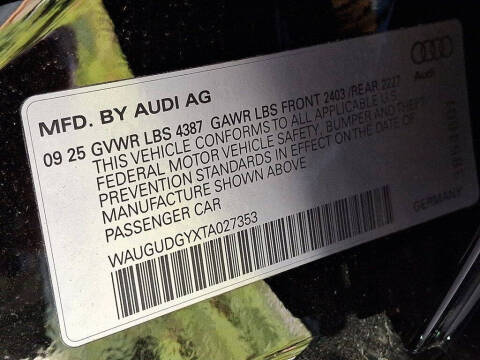 MFD. BY AUDI AG
Audi
09 25 GVWR LBS 4387 GAWR LBS FRONT 2403 /REAR 2227
THIS VEHICLE CONFORMS TO ALL APPLICABLE U.S.
FEDERAL MOTOR VEHICLE SAFETY, BUMPER AND THEFT
PREVENTION STANDARDS IN EFFECT ON THE DATE OF
MANUFACTURE SHOWN ABOVE
PASSENGER CAR
WAUGUDGYXTA027353
GERMANY